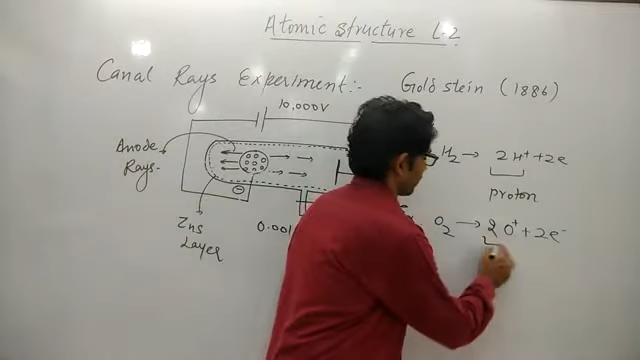 Atomic structure L-2
Canal Rays Experiment:- Goldstein (1886)
10,000V
Anode
Rays-
H2 → 2H+ + 2e
proton
O2 → 2O+ + 2e-
Zns
Layer
0.001